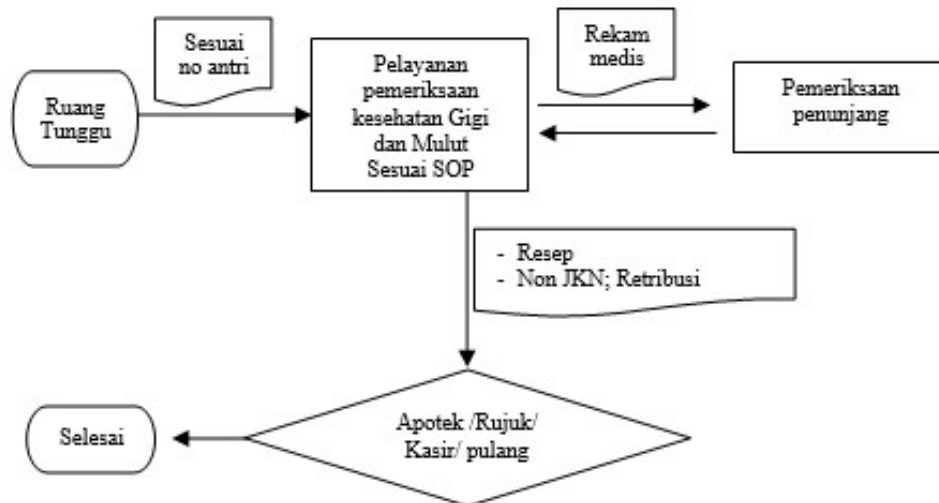 Ruang
Tunggu
Sesuai
no antri
Pelayanan
pemeriksaan
kesehatan Gigi
dan Mulut
Sesuai SOP
Rekam
medis
Pemeriksaan
penunjang
- Resep
- Non JKN; Retribusi
Apotek /Rujuk/
Kasir/ pulang
Selesai